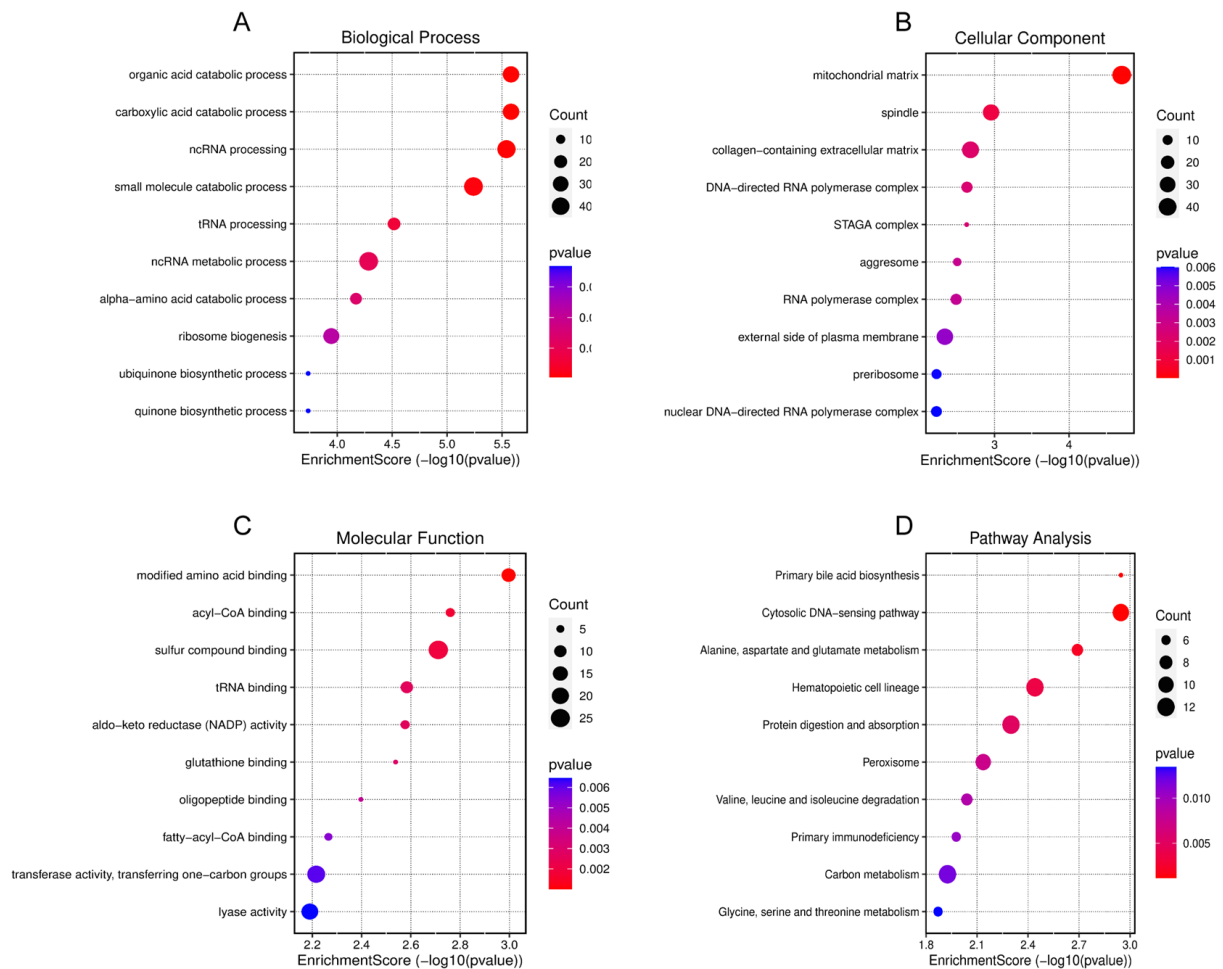 A
Biological Process
organic acid catabolic process
carboxylic acid catabolic process
ncRNA processing
small molecule catabolic process
tRNA processing
ncRNA metabolic process
alpha−amino acid catabolic process
ribosome biogenesis
ubiquinone biosynthetic process
quinone biosynthetic process
4.0 4.5 5.0 5.5
EnrichmentScore (−log10(pvalue))
Count
10
20
30
40
pvalue
B
Cellular Component
mitochondrial matrix
spindle
collagen−containing extracellular matrix
DNA−directed RNA polymerase complex
STAGA complex
aggresome
RNA polymerase complex
external side of plasma membrane
preribosome
nuclear DNA−directed RNA polymerase complex
3 4
EnrichmentScore (−log10(pvalue))
Count
10
20
30
40
pvalue
0.006
0.005
0.004
0.003
0.002
0.001
C
Molecular Function
modified amino acid binding
acyl−CoA binding
sulfur compound binding
tRNA binding
aldo−keto reductase (NADP) activity
glutathione binding
oligopeptide binding
fatty−acyl−CoA binding
transferase activity, transferring one−carbon groups
lyase activity
2.2 2.4 2.6 2.8 3.0
EnrichmentScore (−log10(pvalue))
Count
5
10
15
20
25
pvalue
0.006
0.005
0.004
0.003
0.002
D
Pathway Analysis
Primary bile acid biosynthesis
Cytosolic DNA−sensing pathway
Alanine, aspartate and glutamate metabolism
Hematopoietic cell lineage
Protein digestion and absorption
Peroxisome
Valine, leucine and isoleucine degradation
Primary immunodeficiency
Carbon metabolism
Glycine, serine and threonine metabolism
1.8 2.1 2.4 2.7 3.0
EnrichmentScore (−log10(pvalue))
Count
6
8
10
12
pvalue
0.010
0.005